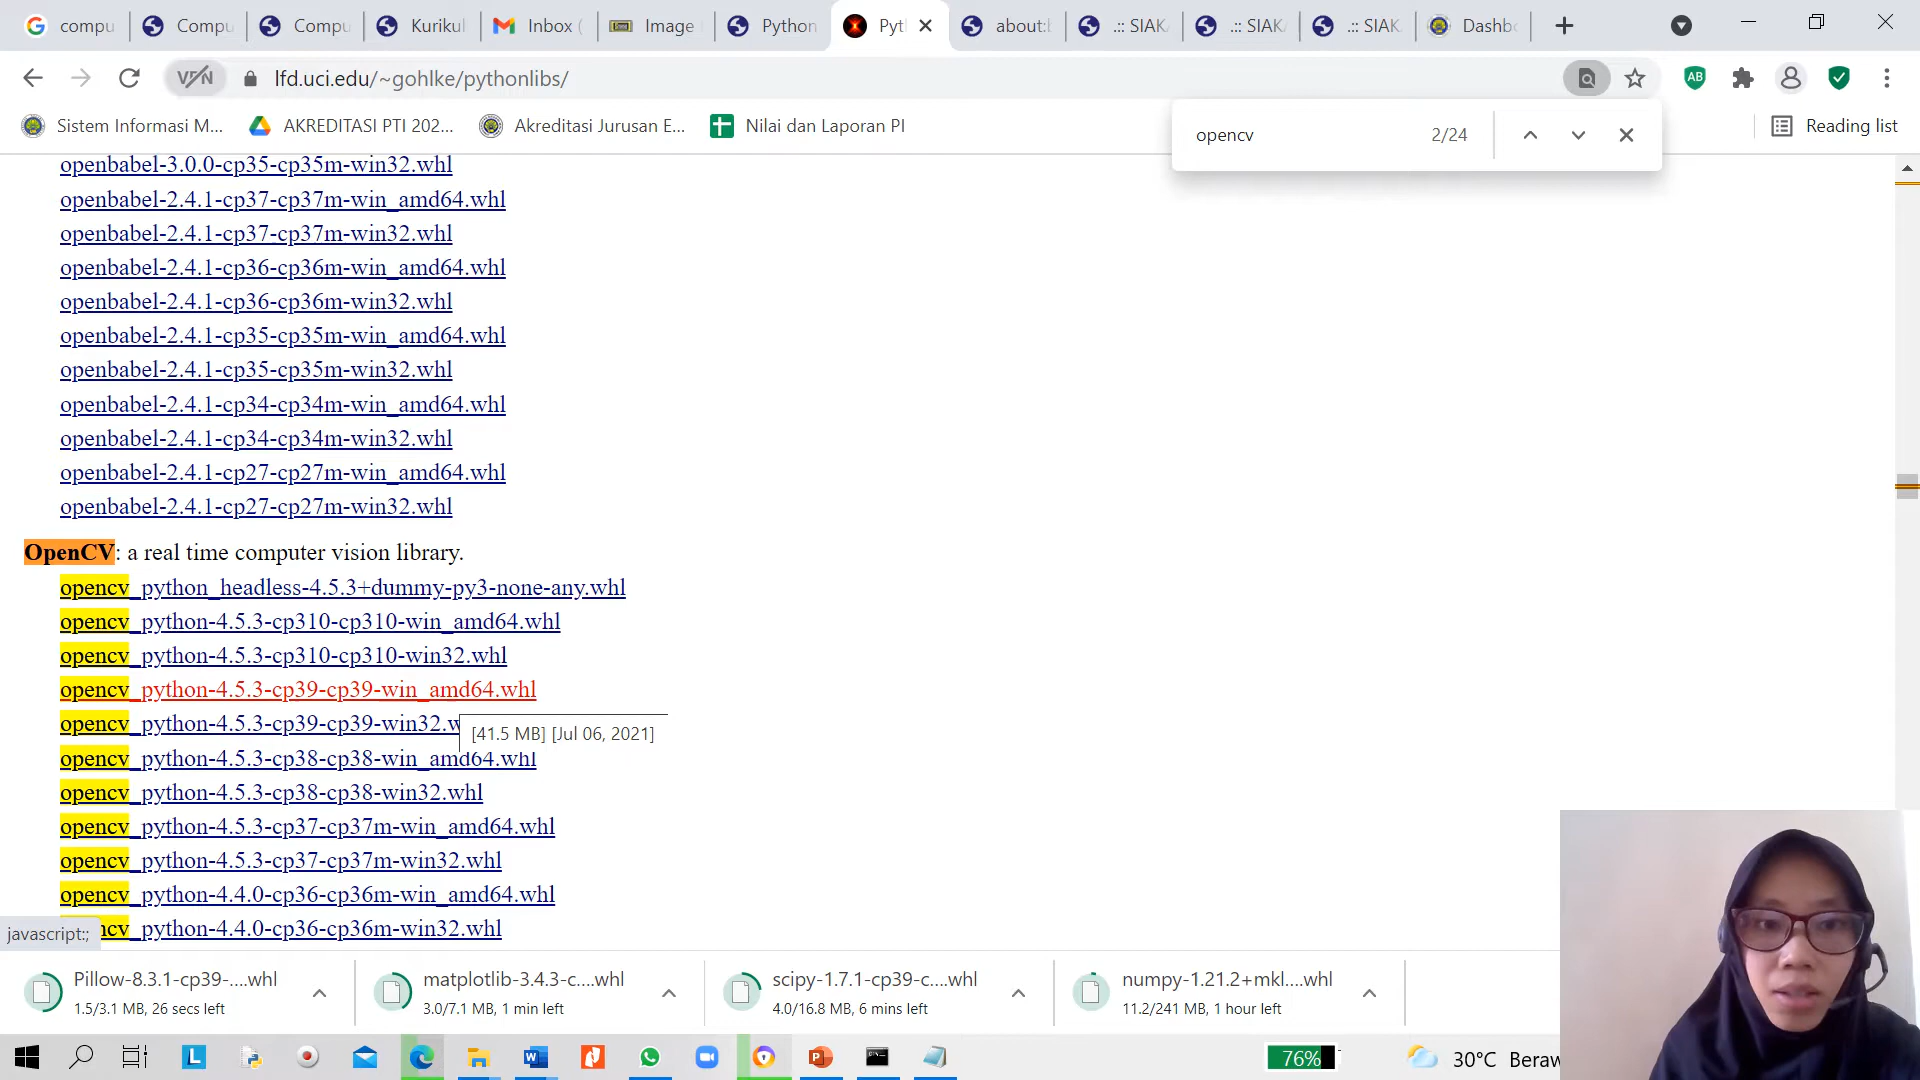 compu
Compu
Compu
Kurikul
Inbox (
Image
Python
Pyt
about:b
.:: SIAKA
.:: SIAKA
.:: SIAK
Dashbo
VPN
lfd.uci.edu/~gohlke/pythonlibs/
AB
Sistem Informasi M...
AKREDITASI PTI 202...
Akreditasi Jurusan E...
Nilai dan Laporan PI
Reading list
opencv
2/24
openbabel-3.0.0-cp35-cp35m-win32.whl
openbabel-2.4.1-cp37-cp37m-win_amd64.whl
openbabel-2.4.1-cp37-cp37m-win32.whl
openbabel-2.4.1-cp36-cp36m-win_amd64.whl
openbabel-2.4.1-cp36-cp36m-win32.whl
openbabel-2.4.1-cp35-cp35m-win_amd64.whl
openbabel-2.4.1-cp35-cp35m-win32.whl
openbabel-2.4.1-cp34-cp34m-win_amd64.whl
openbabel-2.4.1-cp34-cp34m-win32.whl
openbabel-2.4.1-cp27-cp27m-win_amd64.whl
openbabel-2.4.1-cp27-cp27m-win32.whl
OpenCV: a real time computer vision library.
opencv_python_headless-4.5.3+dummy-py3-none-any.whl
opencv_python-4.5.3-cp310-cp310-win_amd64.whl
opencv_python-4.5.3-cp310-cp310-win32.whl
opencv_python-4.5.3-cp39-cp39-win_amd64.whl
opencv_python-4.5.3-cp39-cp39-win32.w
[41.5 MB] [Jul 06, 2021]
opencv_python-4.5.3-cp38-cp38-win_amd64.whl
opencv_python-4.5.3-cp38-cp38-win32.whl
opencv_python-4.5.3-cp37-cp37m-win_amd64.whl
opencv_python-4.5.3-cp37-cp37m-win32.whl
opencv_python-4.4.0-cp36-cp36m-win_amd64.whl
ncv_python-4.4.0-cp36-cp36m-win32.whl
javascript:;
Pillow-8.3.1-cp39-....whl
1.5/3.1 MB, 26 secs left
matplotlib-3.4.3-c....whl
3.0/7.1 MB, 1 min left
scipy-1.7.1-cp39-c....whl
4.0/16.8 MB, 6 mins left
numpy-1.21.2+mkl....whl
11.2/241 MB, 1 hour left
76%
30°C Beraw